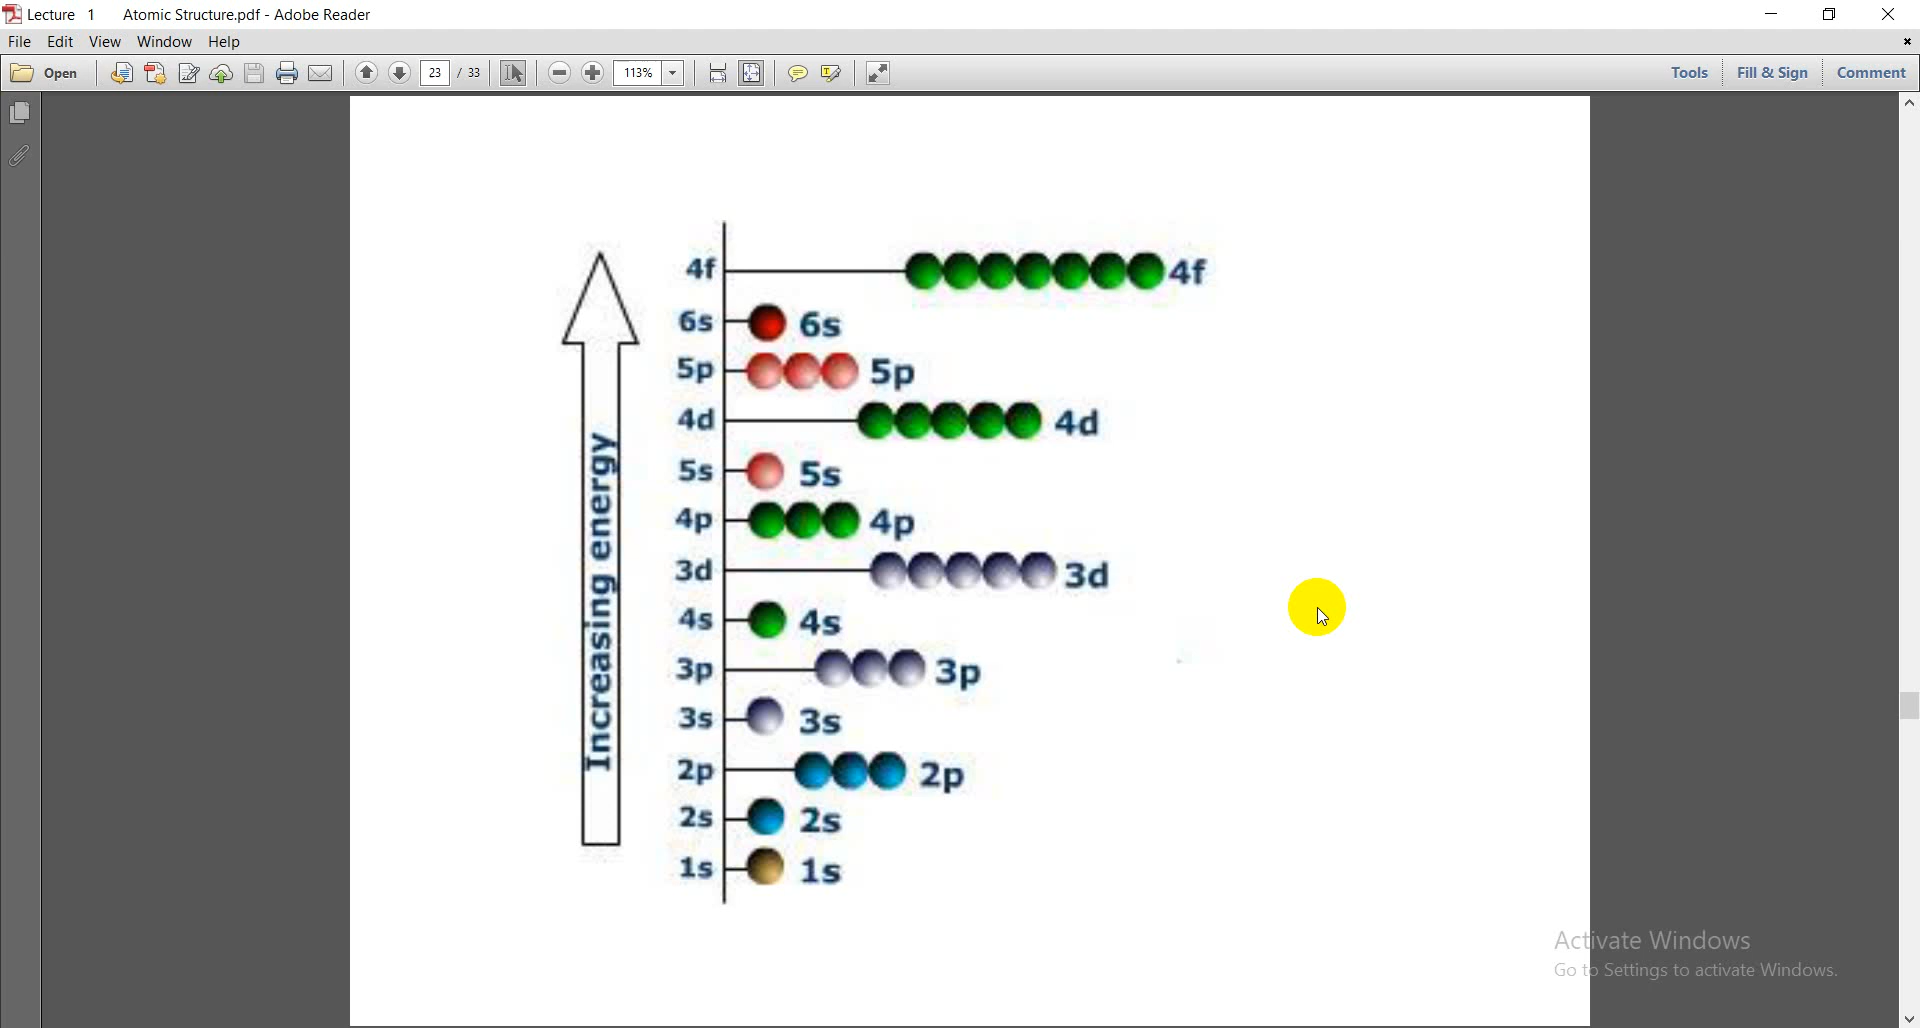 Lecture 1 Atomic Structure.pdf - Adobe Reader
File Edit View Window Help
Open 23 / 33 113% Tools Fill & Sign Comment
4f 4f
6s 6s
5p 5p
4d 4d
5s 5s
4p 4p
3d 3d
4s 4s
3p 3p
3s 3s
2p 2p
2s 2s
1s 1s
Increasing energy
Activate Windows
Go to Settings to activate Windows.